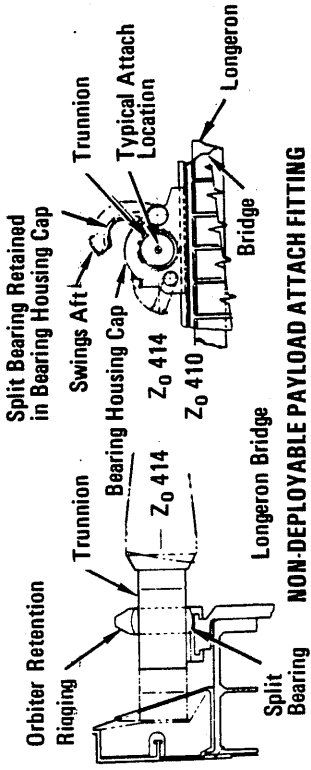 Split Bearing Retained
in Bearing Housing Cap
Swings Aft
Trunnion
Typical Attach
Location
Bearing Housing Cap
Z₀ 414
Z₀ 410
Longeron
Bridge
Orbiter Retention
Rigging
Trunnion
Z₀ 414
Split
Bearing
Longeron Bridge
NON-DEPLOYABLE PAYLOAD ATTACH FITTING